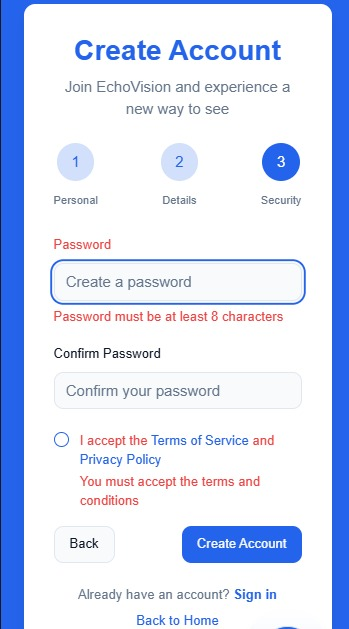 Create Account
Join EchoVision and experience a
new way to see
1 2 3
Personal Details Security
Password
Create a password
Password must be at least 8 characters
Confirm Password
Confirm your password
I accept the Terms of Service and
Privacy Policy
You must accept the terms and
conditions
Back Create Account
Already have an account? Sign in
Back to Home